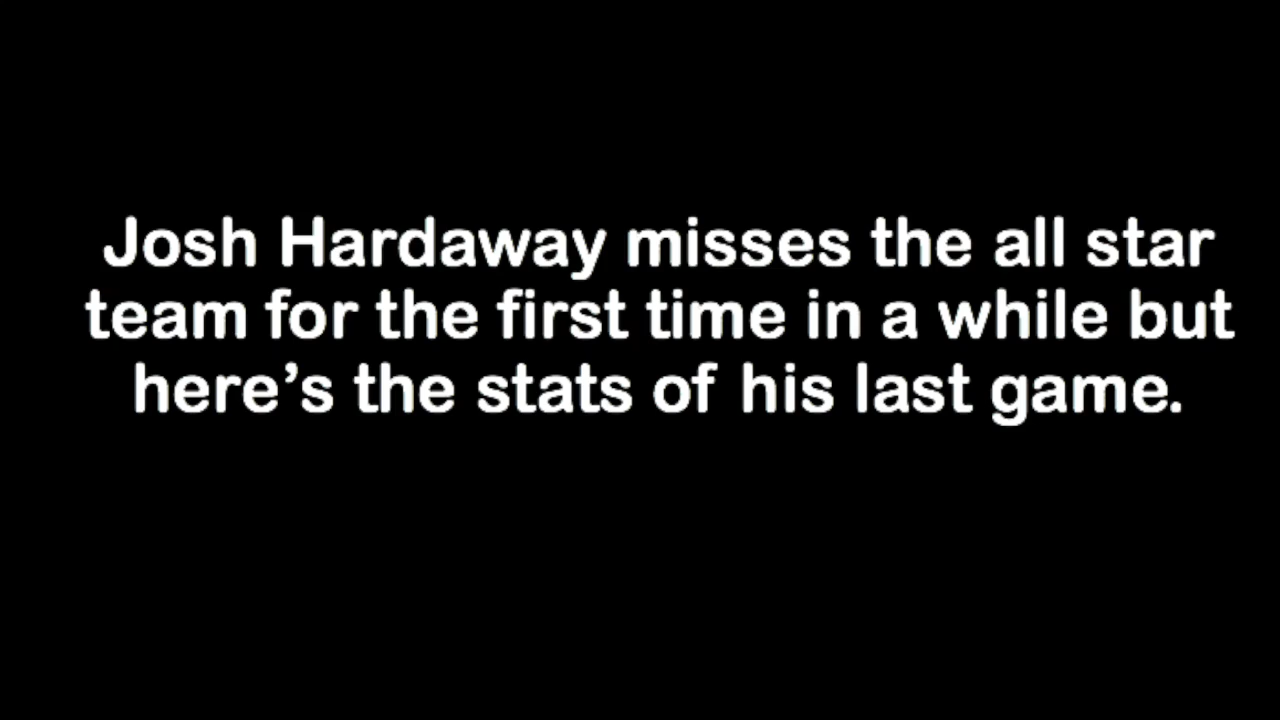 Josh Hardaway misses the all star
team for the first time in a while but
here’s the stats of his last game.